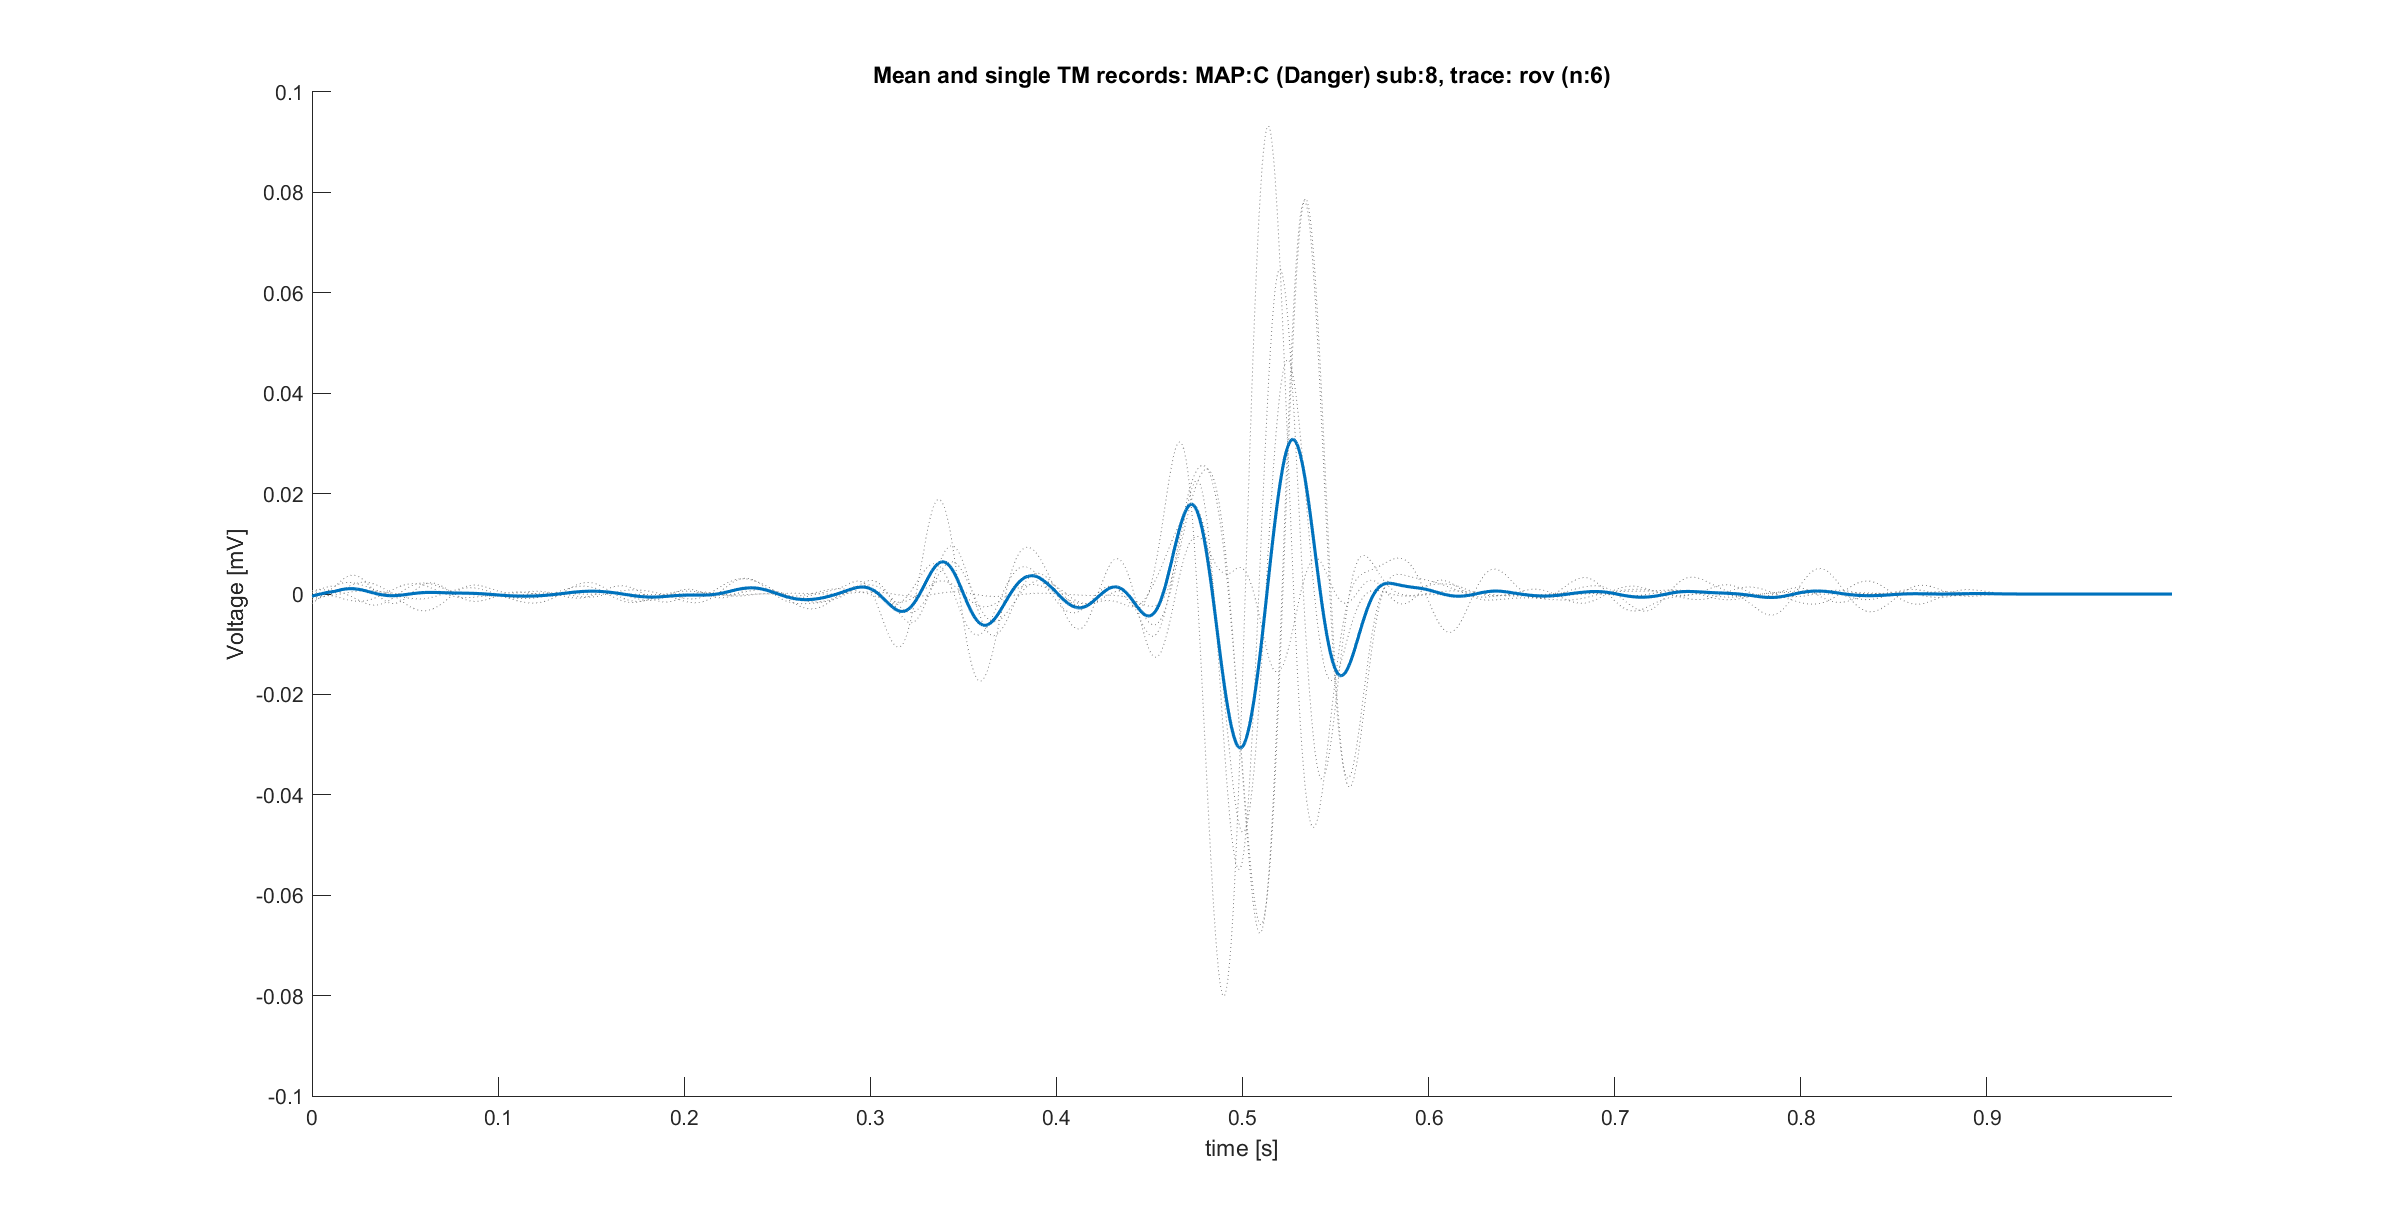 Mean and single TM records: MAP:C (Danger) sub:8, trace: rov (n:6)
0.1
0.08
0.06
0.04
0.02
0
-0.02
-0.04
-0.06
-0.08
-0.1
Voltage [mV]
0 0.1 0.2 0.3 0.4 0.5 0.6 0.7 0.8 0.9
time [s]